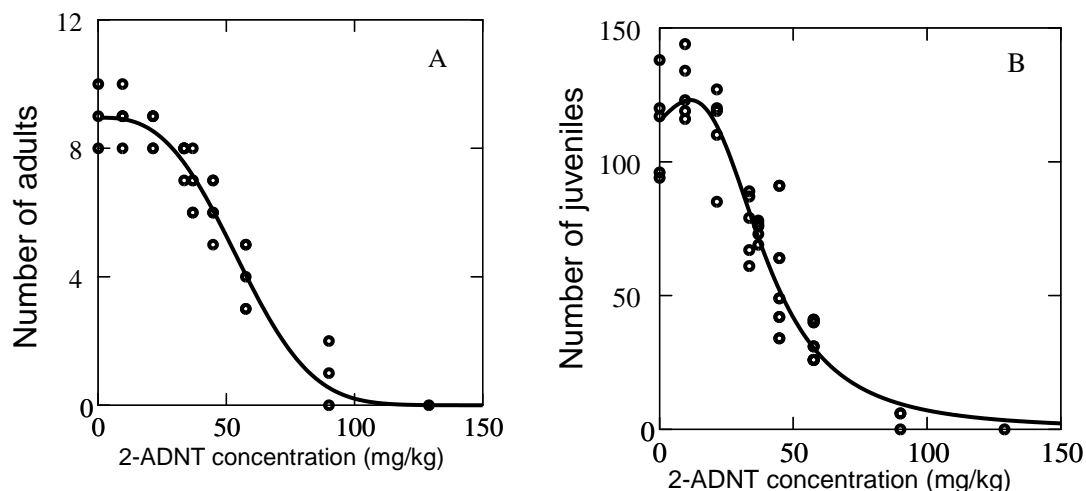 12
8
4
0
0
50
100
150
A
Number of adults
2-ADNT concentration (mg/kg)
150
100
50
0
0
50
100
150
B
Number of juveniles
2-ADNT concentration (mg/kg)